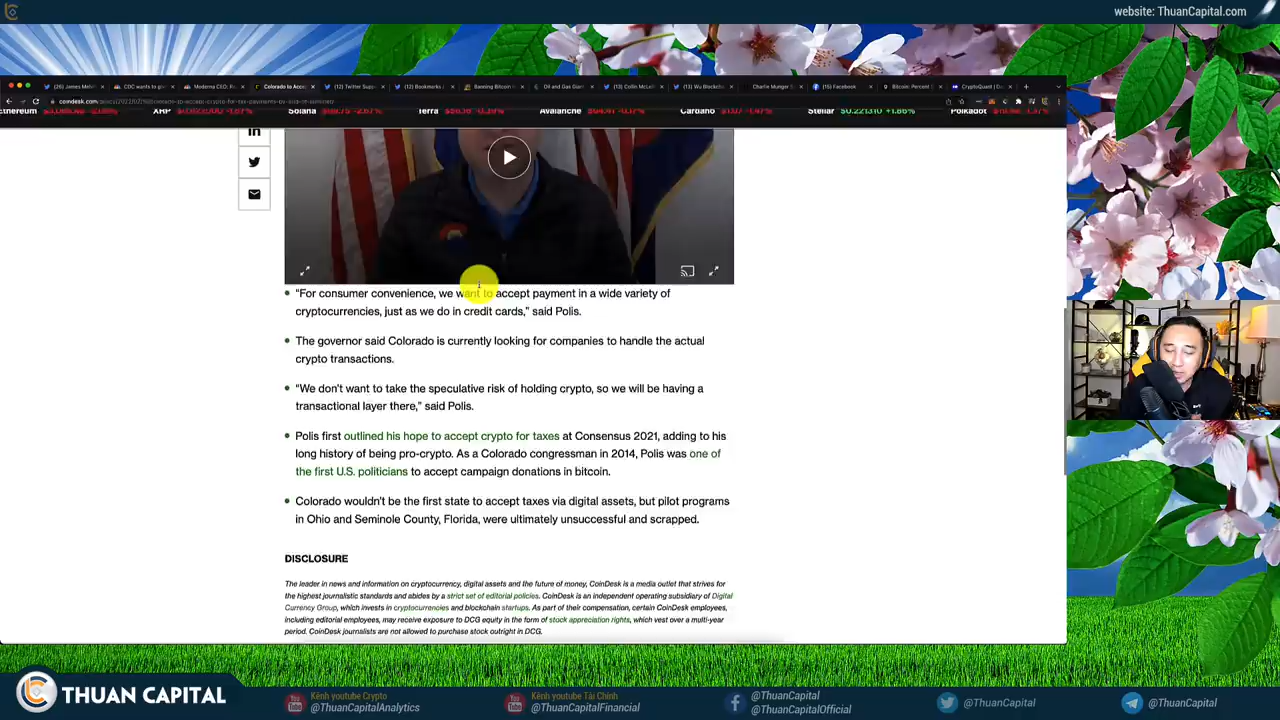 website: ThuanCapital.com
Colorado to Accep
Ethereum
XRP
Solana
Terra
Avalanche
Cardano
Stellar $0.221310 +1.86%
Polkadot
"For consumer convenience, we want to accept payment in a wide variety of
cryptocurrencies, just as we do in credit cards," said Polis.
The governor said Colorado is currently looking for companies to handle the actual
crypto transactions.
"We don't want to take the speculative risk of holding crypto, so we will be having a
transactional layer there," said Polis.
Polis first outlined his hope to accept crypto for taxes at Consensus 2021, adding to his
long history of being pro-crypto. As a Colorado congressman in 2014, Polis was one of
the first U.S. politicians to accept campaign donations in bitcoin.
Colorado wouldn't be the first state to accept taxes via digital assets, but pilot programs
in Ohio and Seminole County, Florida, were ultimately unsuccessful and scrapped.
DISCLOSURE
The leader in news and information on cryptocurrency, digital assets and the future of money, CoinDesk is a media outlet that strives for
the highest journalistic standards and abides by a strict set of editorial policies. CoinDesk is an independent operating subsidiary of Digital
Currency Group, which invests in cryptocurrencies and blockchain startups. As part of their compensation, certain CoinDesk employees,
including editorial employees, may receive exposure to DCG equity in the form of stock appreciation rights, which vest over a multi-year
period. CoinDesk journalists are not allowed to purchase stock outright in DCG.
THUAN CAPITAL
Kênh youtube Crypto
@ThuanCapitalAnalytics
Kênh youtube Tài Chính
@ThuanCapitalFinancial
@ThuanCapital
@ThuanCapitalOfficial
@ThuanCapital
@ThuanCapital